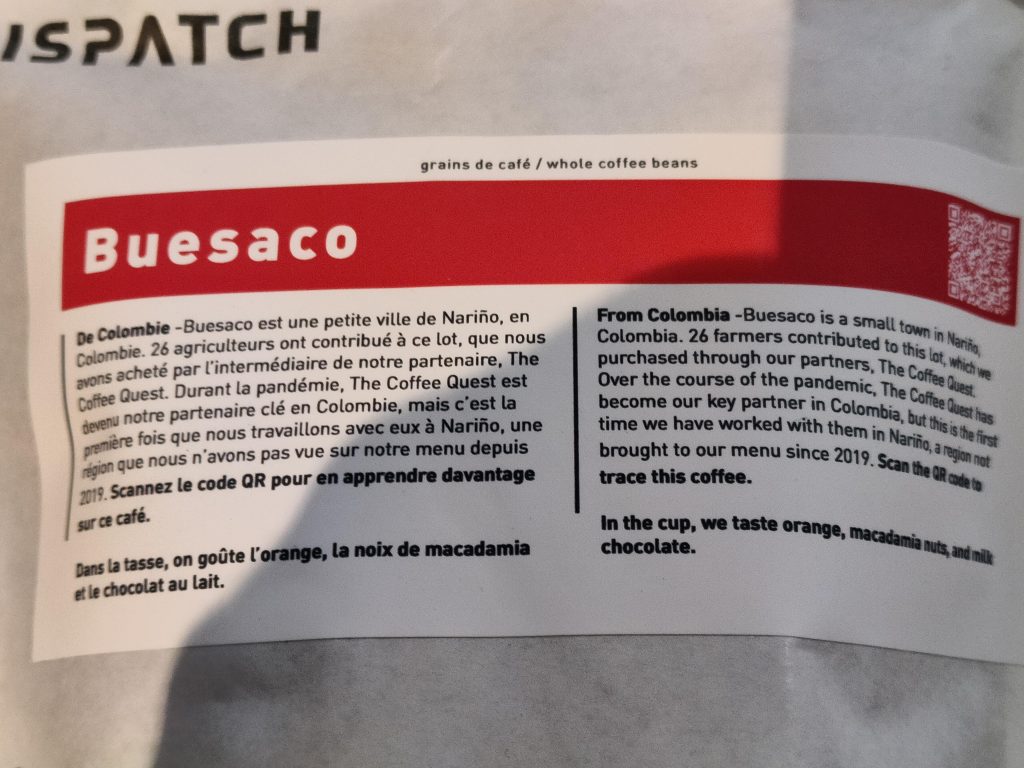 ISPATCH
grains de café / whole coffee beans
Buesaco
De Colombie -Buesaco est une petite ville de Nariño, en
Colombie. 26 agriculteurs ont contribué à ce lot, que nous
avons acheté par l'intermédiaire de notre partenaire, The
Coffee Quest. Durant la pandémie, The Coffee Quest est
devenu notre partenaire clé en Colombie, mais c'est la
première fois que nous travaillons avec eux à Nariño, une
région que nous n'avons pas vue sur notre menu depuis
2019. Scannez le code QR pour en apprendre davantage
sur ce café.
Dans la tasse, on goûte l'orange, la noix de macadamia
et le chocolat au lait.
From Colombia -Buesaco is a small town in Nariño,
Colombia. 26 farmers contributed to this lot, which we
purchased through our partners, The Coffee Quest.
Over the course of the pandemic, The Coffee Quest has
become our key partner in Colombia, but this is the first
time we have worked with them in Nariño, a region not
brought to our menu since 2019. Scan the QR code to
trace this coffee.
In the cup, we taste orange, macadamia nuts, and milk
chocolate.